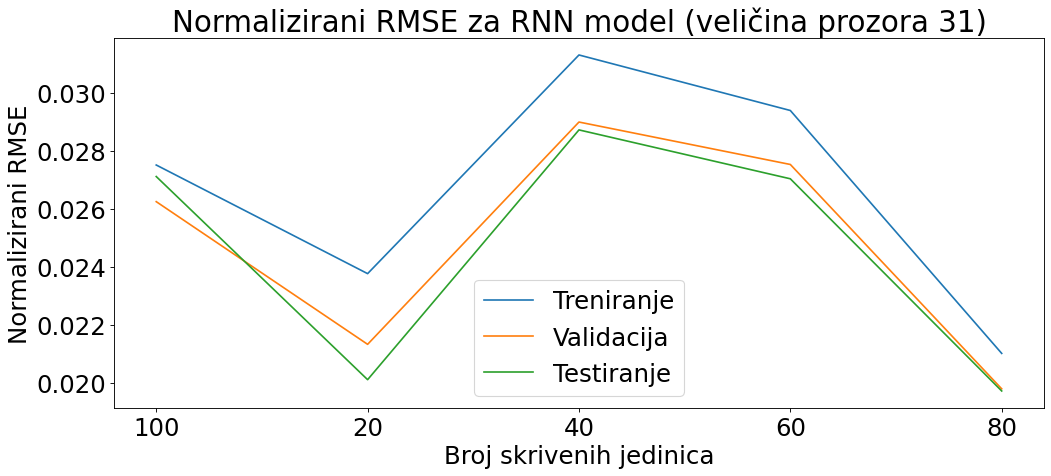 Normalizirani RMSE za RNN model (veličina prozora 31)
Normalizirani RMSE
0.030
0.028
0.026
0.024
0.022
0.020
Treniranje
Validacija
Testiranje
100 20 40 60 80
Broj skrivenih jedinica